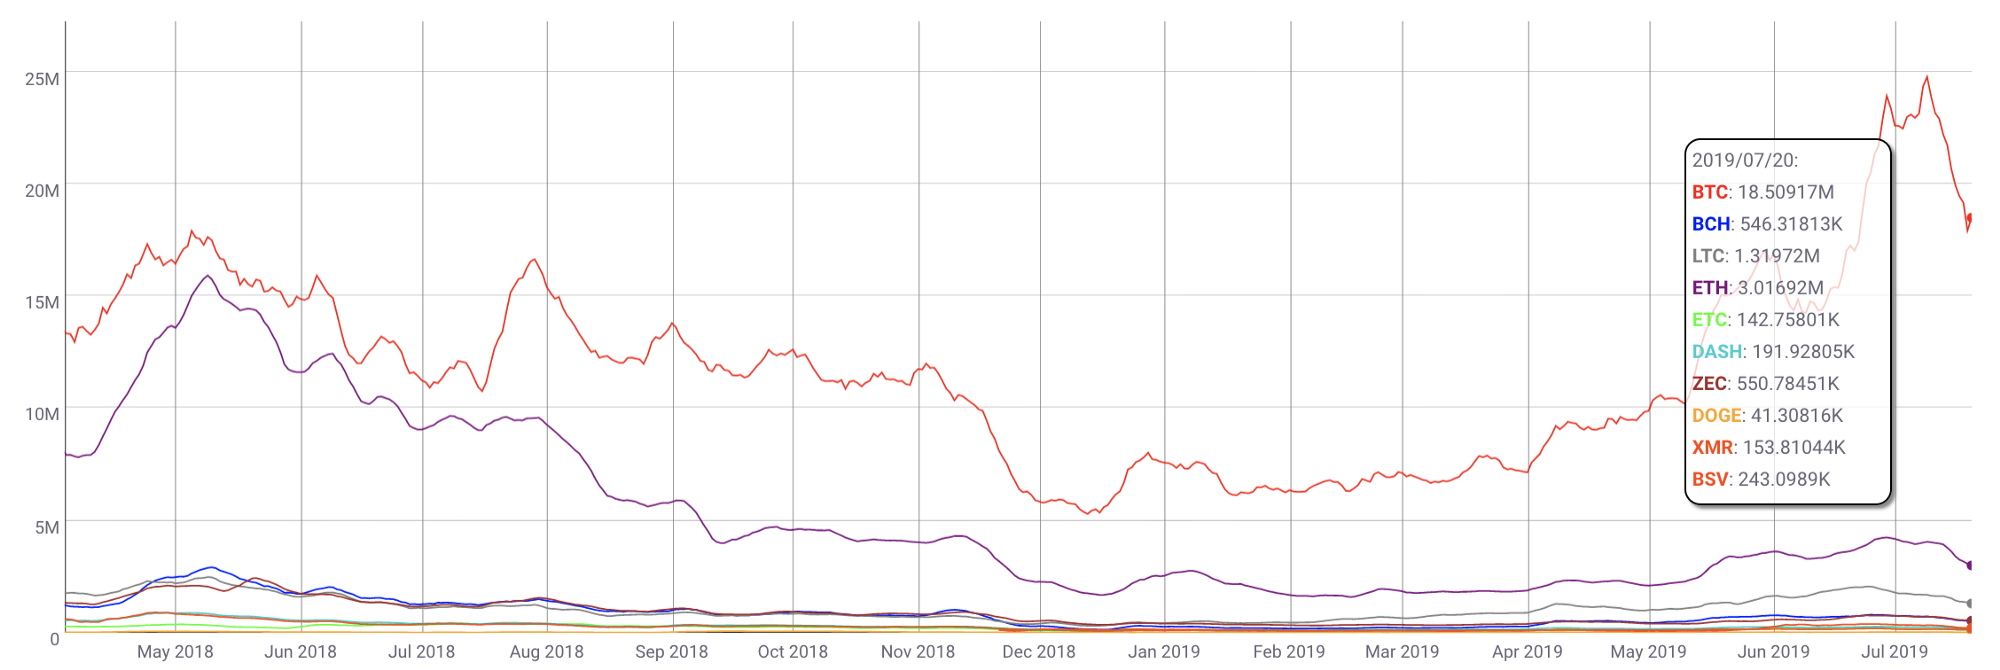 25M
20M
15M
10M
5M
0
2019/07/20:
BTC: 18.50917M
BCH: 546.31813K
LTC: 1.31972M
ETH: 3.01692M
ETC: 142.75801K
DASH: 191.92805K
ZEC: 550.78451K
DOGE: 41.30816K
XMR: 153.81044K
BSV: 243.0989K
May 2018 Jun 2018 Jul 2018 Aug 2018 Sep 2018 Oct 2018 Nov 2018 Dec 2018 Jan 2019 Feb 2019 Mar 2019 Apr 2019 May 2019 Jun 2019 Jul 2019